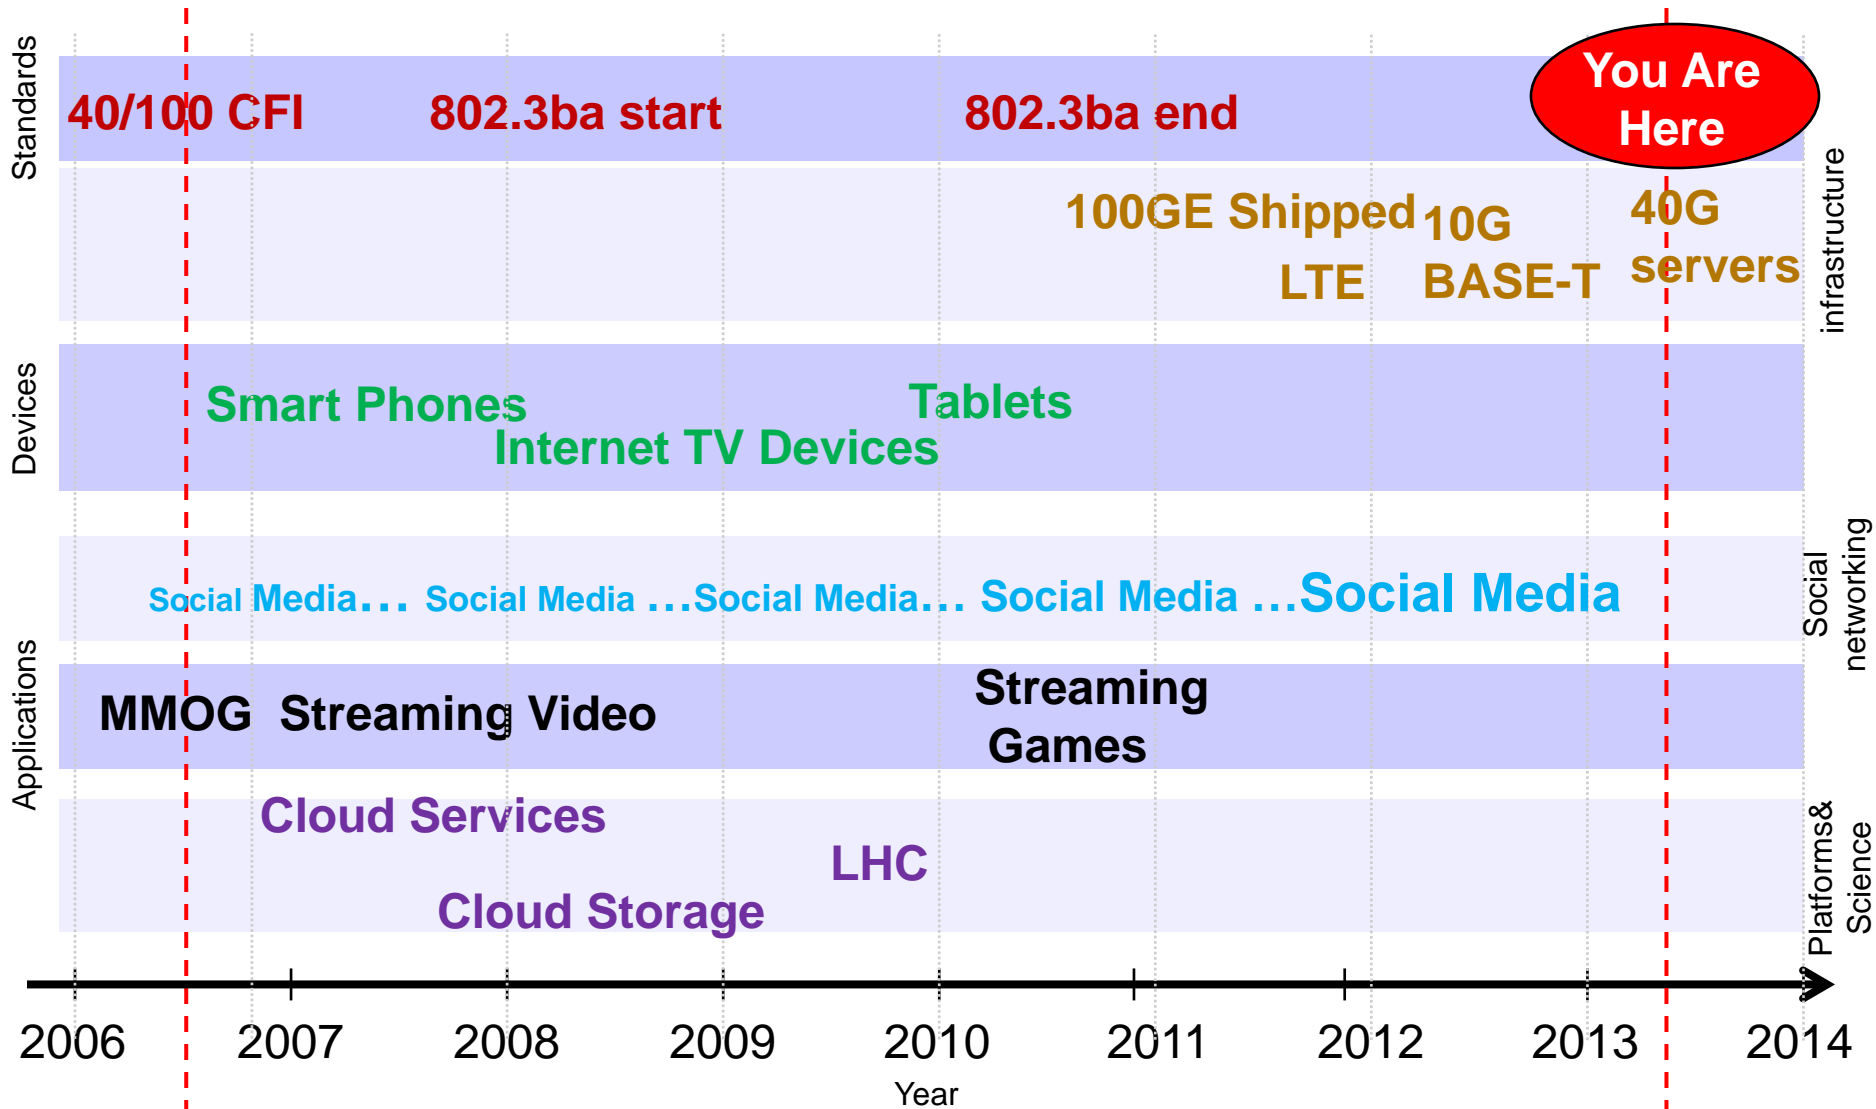 Standards
40/100 CFI
802.3ba start
802.3ba end
You Are
Here
infrastructure
100GE Shipped
LTE
10G
BASE-T
40G
servers
Devices
Smart Phones
Internet TV Devices
Tablets
Social
networking
Social Media... Social Media ...Social Media... Social Media ...Social Media
Applications
MMOG Streaming Video
Streaming
Games
Platforms&
Science
Cloud Services
LHC
Cloud Storage
2006 2007 2008 2009 2010 2011 2012 2013 2014
Year